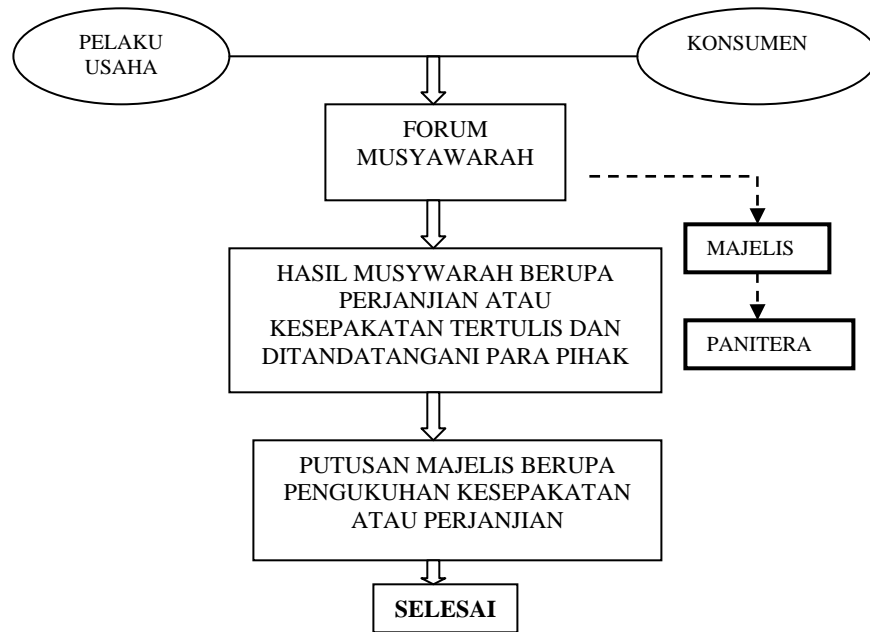 PELAKU
USAHA
KONSUMEN
FORUM
MUSYAWARAH
MAJELIS
HASIL MUSYWARAH BERUPA
PERJANJIAN ATAU
KESEPAKATAN TERTULIS DAN
DITANDATANGANI PARA PIHAK
PANITERA
PUTUSAN MAJELIS BERUPA
PENGUKUHAN KESEPAKATAN
ATAU PERJANJIAN
SELESAI